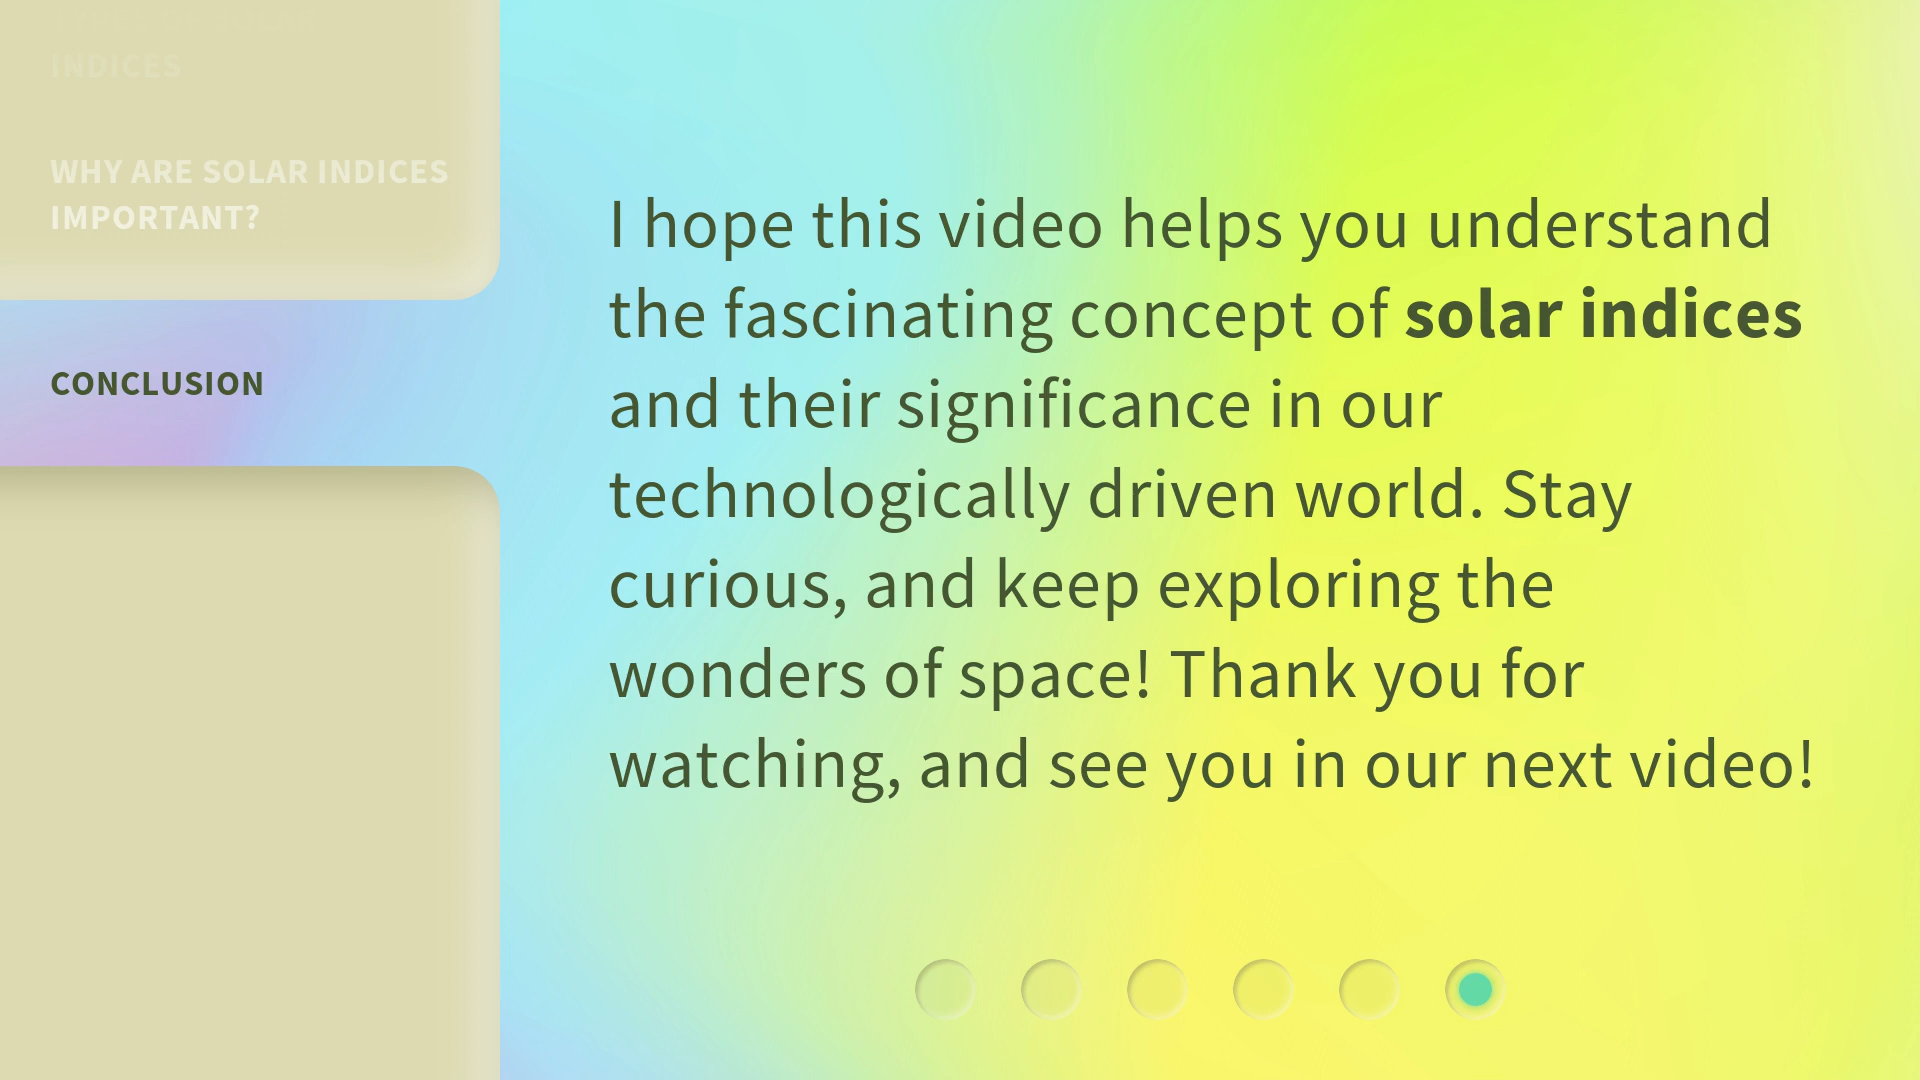 INDICES
WHY ARE SOLAR INDICES
IMPORTANT?
CONCLUSION
I hope this video helps you understand
the fascinating concept of solar indices
and their significance in our
technologically driven world. Stay
curious, and keep exploring the
wonders of space! Thank you for
watching, and see you in our next video!